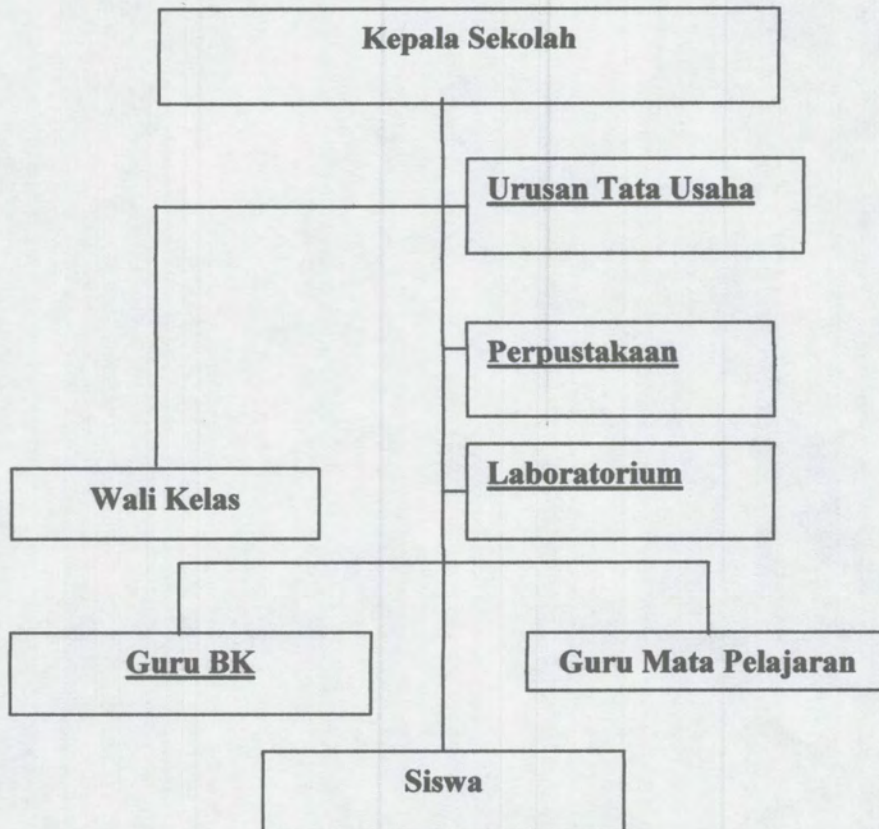 Kepala Sekolah
Urusan Tata Usaha
Perpustakaan
Laboratorium
Wali Kelas
Guru BK
Guru Mata Pelajaran
Siswa